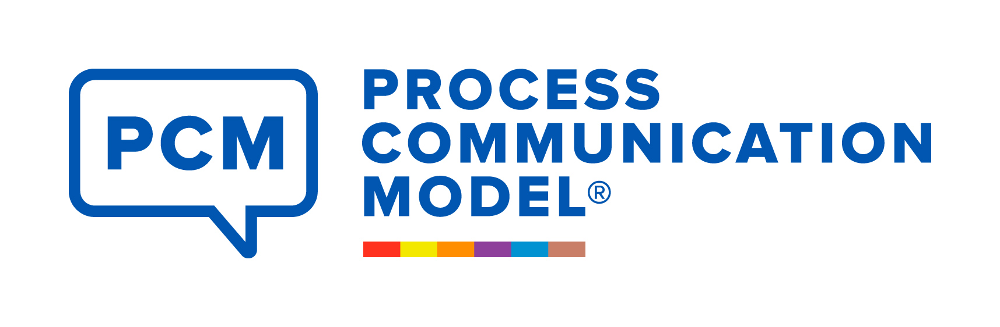 PCM
PROCESS
COMMUNICATION
MODEL®